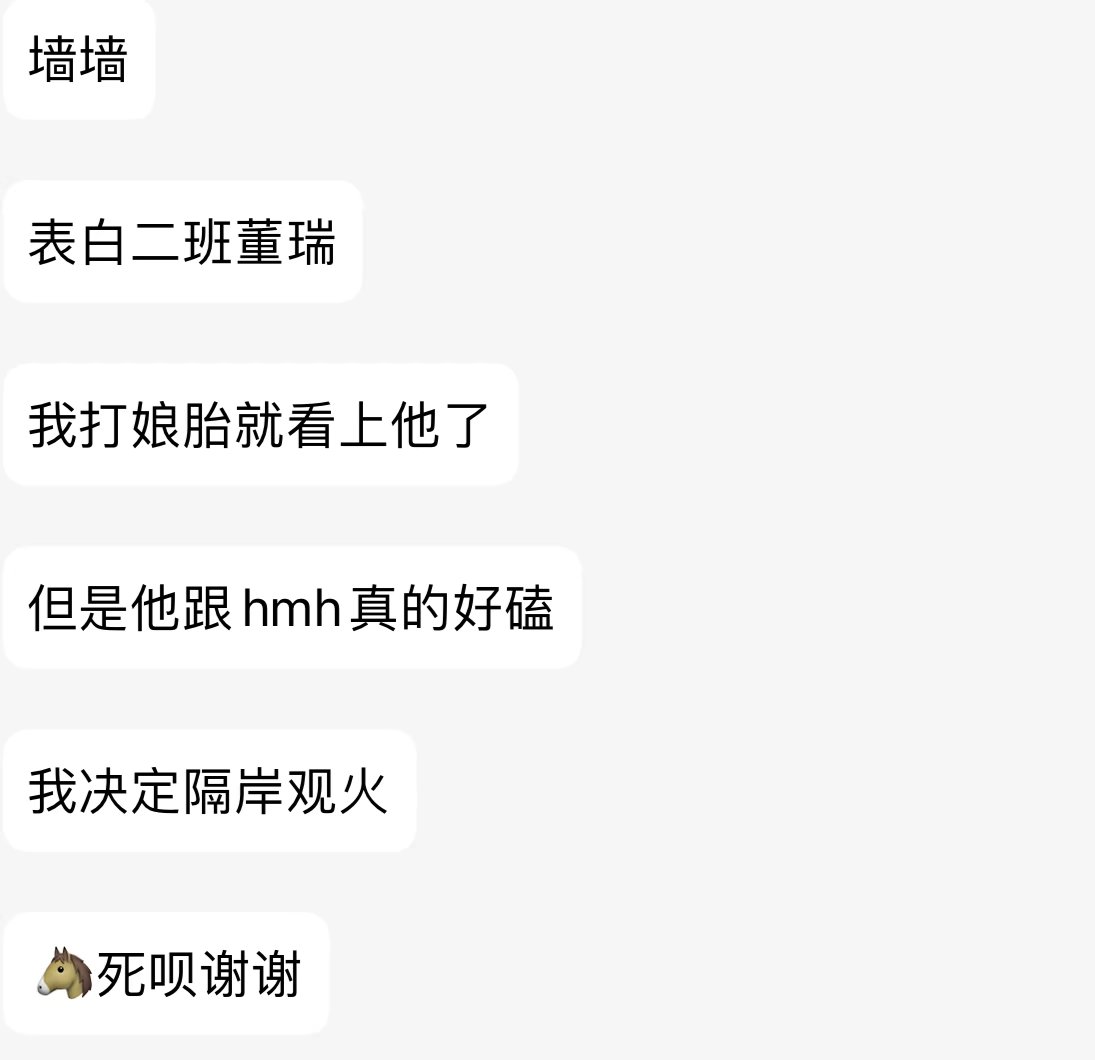 墙墙
表白二班董瑞
我打娘胎就看上他了
但是他跟hmh真的好磕
我决定隔岸观火
🐴死呗谢谢